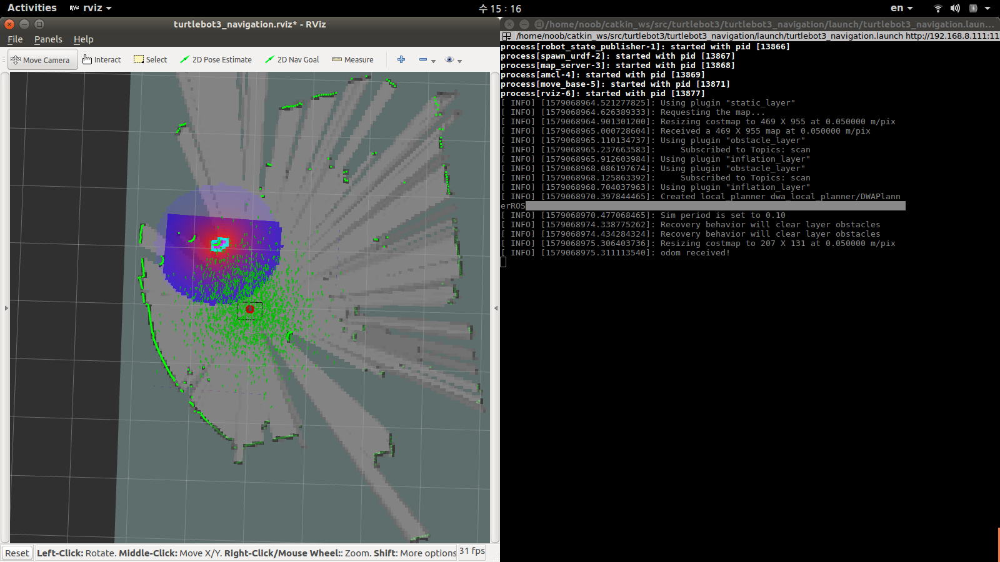 Activities rviz 수 15 : 16 en
turtlebot3_navigation.rviz* - RViz
File Panels Help
Move Camera Interact Select 2D Pose Estimate 2D Nav Goal Measure
Reset Left-Click: Rotate. Middle-Click: Move X/Y. Right-Click/Mouse Wheel:: Zoom. Shift: More options 31 fps
/home/noob/catkin_ws/src/turtlebot3/turtlebot3_navigation/launch/turtlebot3_navigation.laun...
/home/noob/catkin_ws/src/turtlebot3/turtlebot3_navigation/launch/turtlebot3_navigation.launch http://192.168.8.111:11
process[robot_state_publisher-1]: started with pid [13866]
process[spawn_urdf-2]: started with pid [13867]
process[map_server-3]: started with pid [13868]
process[amcl-4]: started with pid [13869]
process[move_base-5]: started with pid [13871]
process[rviz-6]: started with pid [13877]
[ INFO] [1579068964.521277825]: Using plugin "static_layer"
[ INFO] [1579068964.626389333]: Requesting the map...
[ INFO] [1579068964.901301200]: Resizing costmap to 469 X 955 at 0.050000 m/pix
[ INFO] [1579068965.000728604]: Received a 469 X 955 map at 0.050000 m/pix
[ INFO] [1579068965.110134737]: Using plugin "obstacle_layer"
[ INFO] [1579068965.237663583]:     Subscribed to Topics: scan
[ INFO] [1579068965.912603984]: Using plugin "inflation_layer"
[ INFO] [1579068968.086197674]: Using plugin "obstacle_layer"
[ INFO] [1579068968.125863392]:     Subscribed to Topics: scan
[ INFO] [1579068968.704037963]: Using plugin "inflation_layer"
[ INFO] [1579068970.397844465]: Created local_planner dwa_local_planner/DWAPlann
erROS
[ INFO] [1579068970.477068465]: Sim period is set to 0.10
[ INFO] [1579068974.338775262]: Recovery behavior will clear layer obstacles
[ INFO] [1579068974.434284324]: Recovery behavior will clear layer obstacles
[ INFO] [1579068975.306403736]: Resizing costmap to 207 X 131 at 0.050000 m/pix
[ INFO] [1579068975.311113540]: odom received!